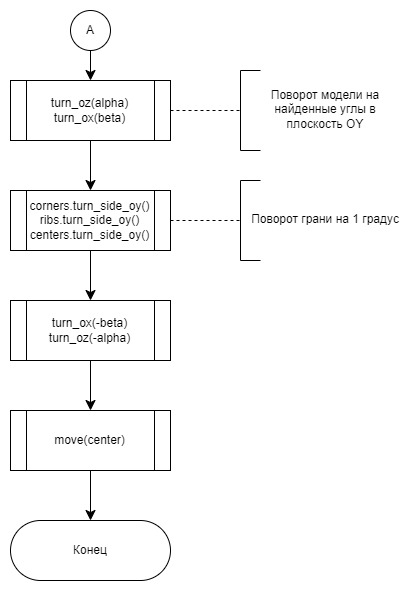 A
turn_oz(alpha)
turn_ox(beta)
Поворот модели на
найденные углы в
плоскость OY
corners.turn_side_oy()
ribs.turn_side_oy()
centers.turn_side_oy()
Поворот грани на 1 градус
turn_ox(-beta)
turn_oz(-alpha)
move(center)
Конец